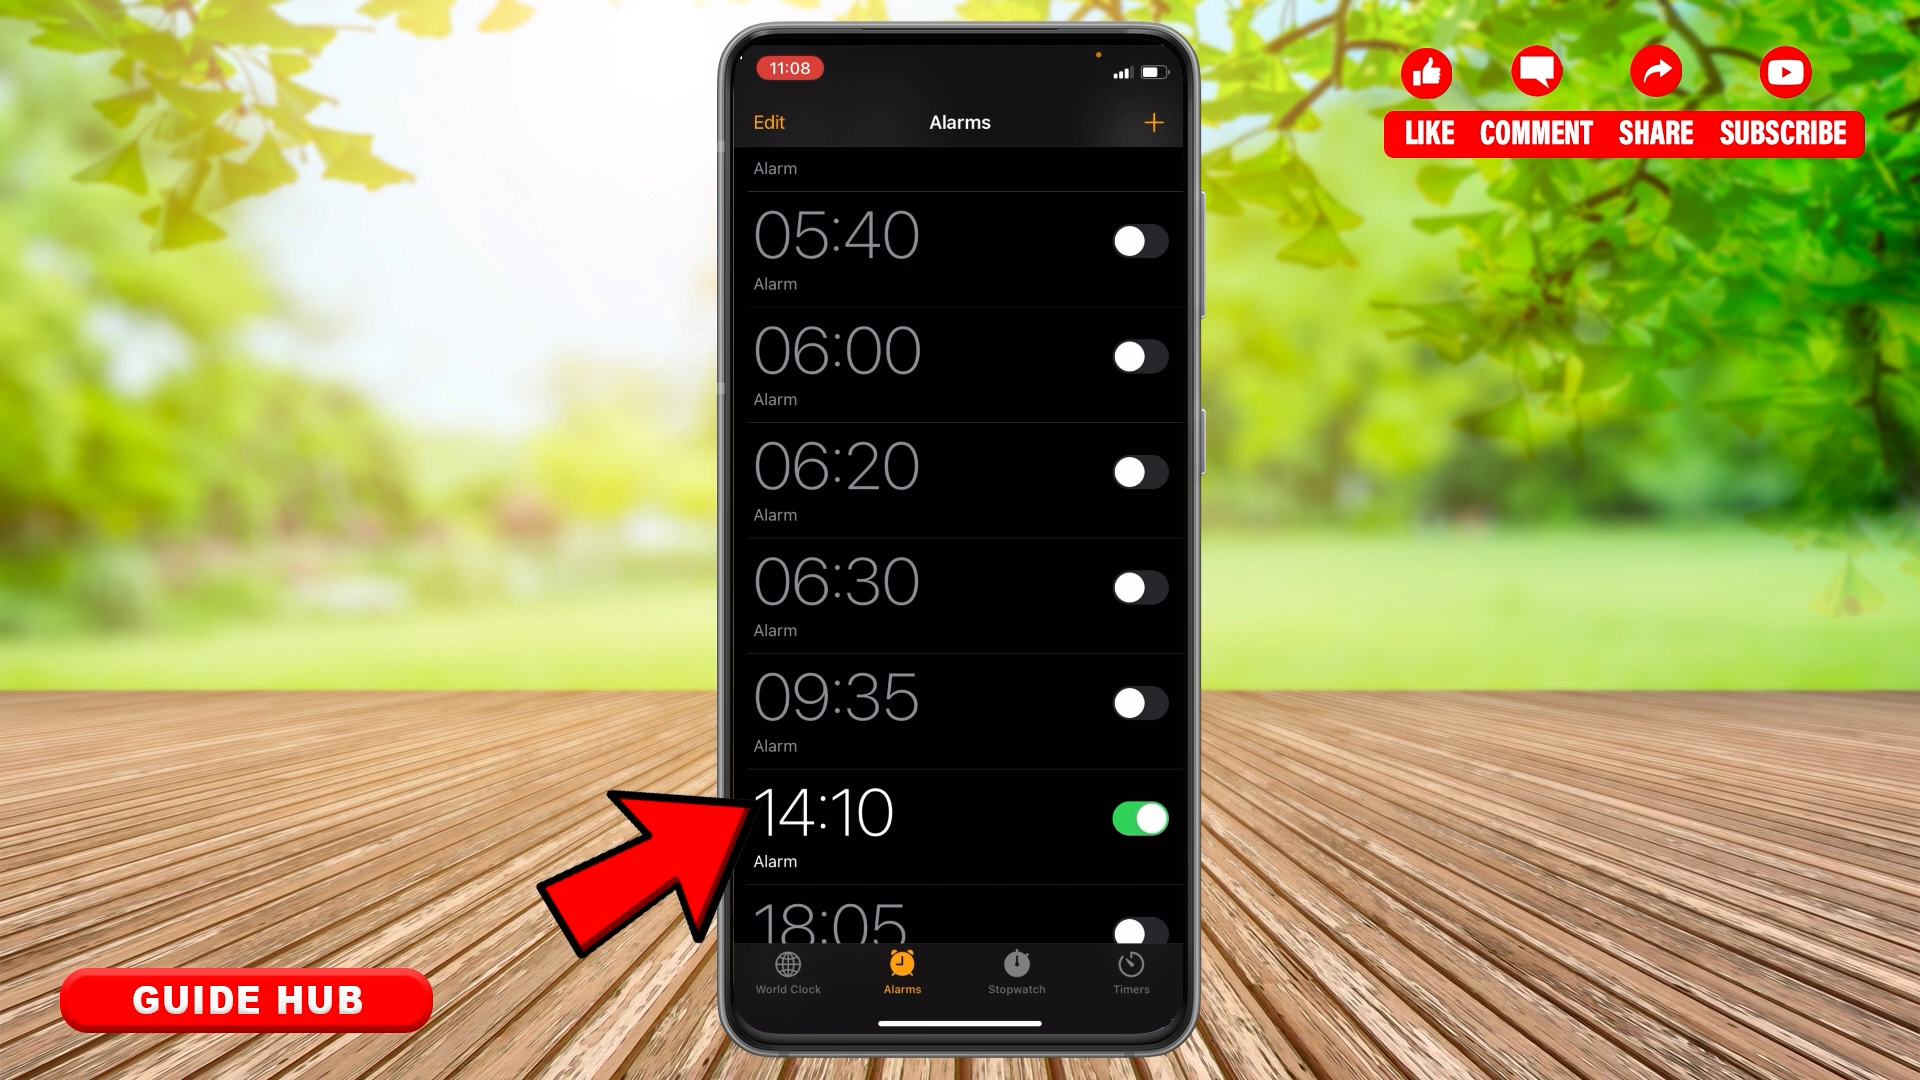 11:08
Edit
Alarms
+
Alarm
05:40
Alarm
06:00
Alarm
06:20
Alarm
06:30
Alarm
09:35
Alarm
14:10
Alarm
18:05
World Clock
Alarms
Stopwatch
Timers
LIKE COMMENT SHARE SUBSCRIBE
GUIDE HUB